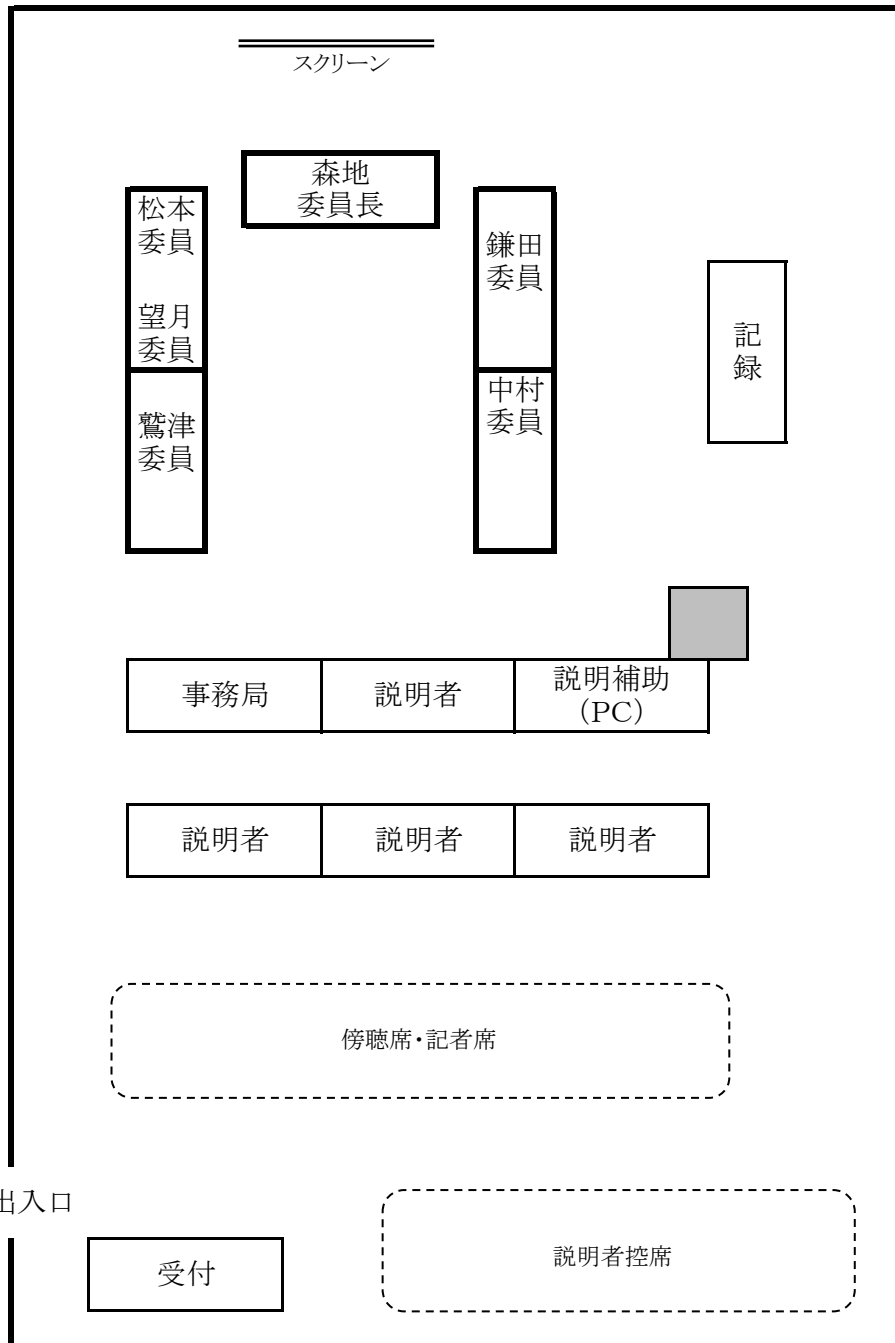 スクリーン
森地
委員長
松本
委員
望月
委員
鷲津
委員
鎌田
委員
中村
委員
記
録
事務局
説明者
説明補助
（PC）
説明者
説明者
説明者
傍聴席・記者席
出入口
受付
説明者控席